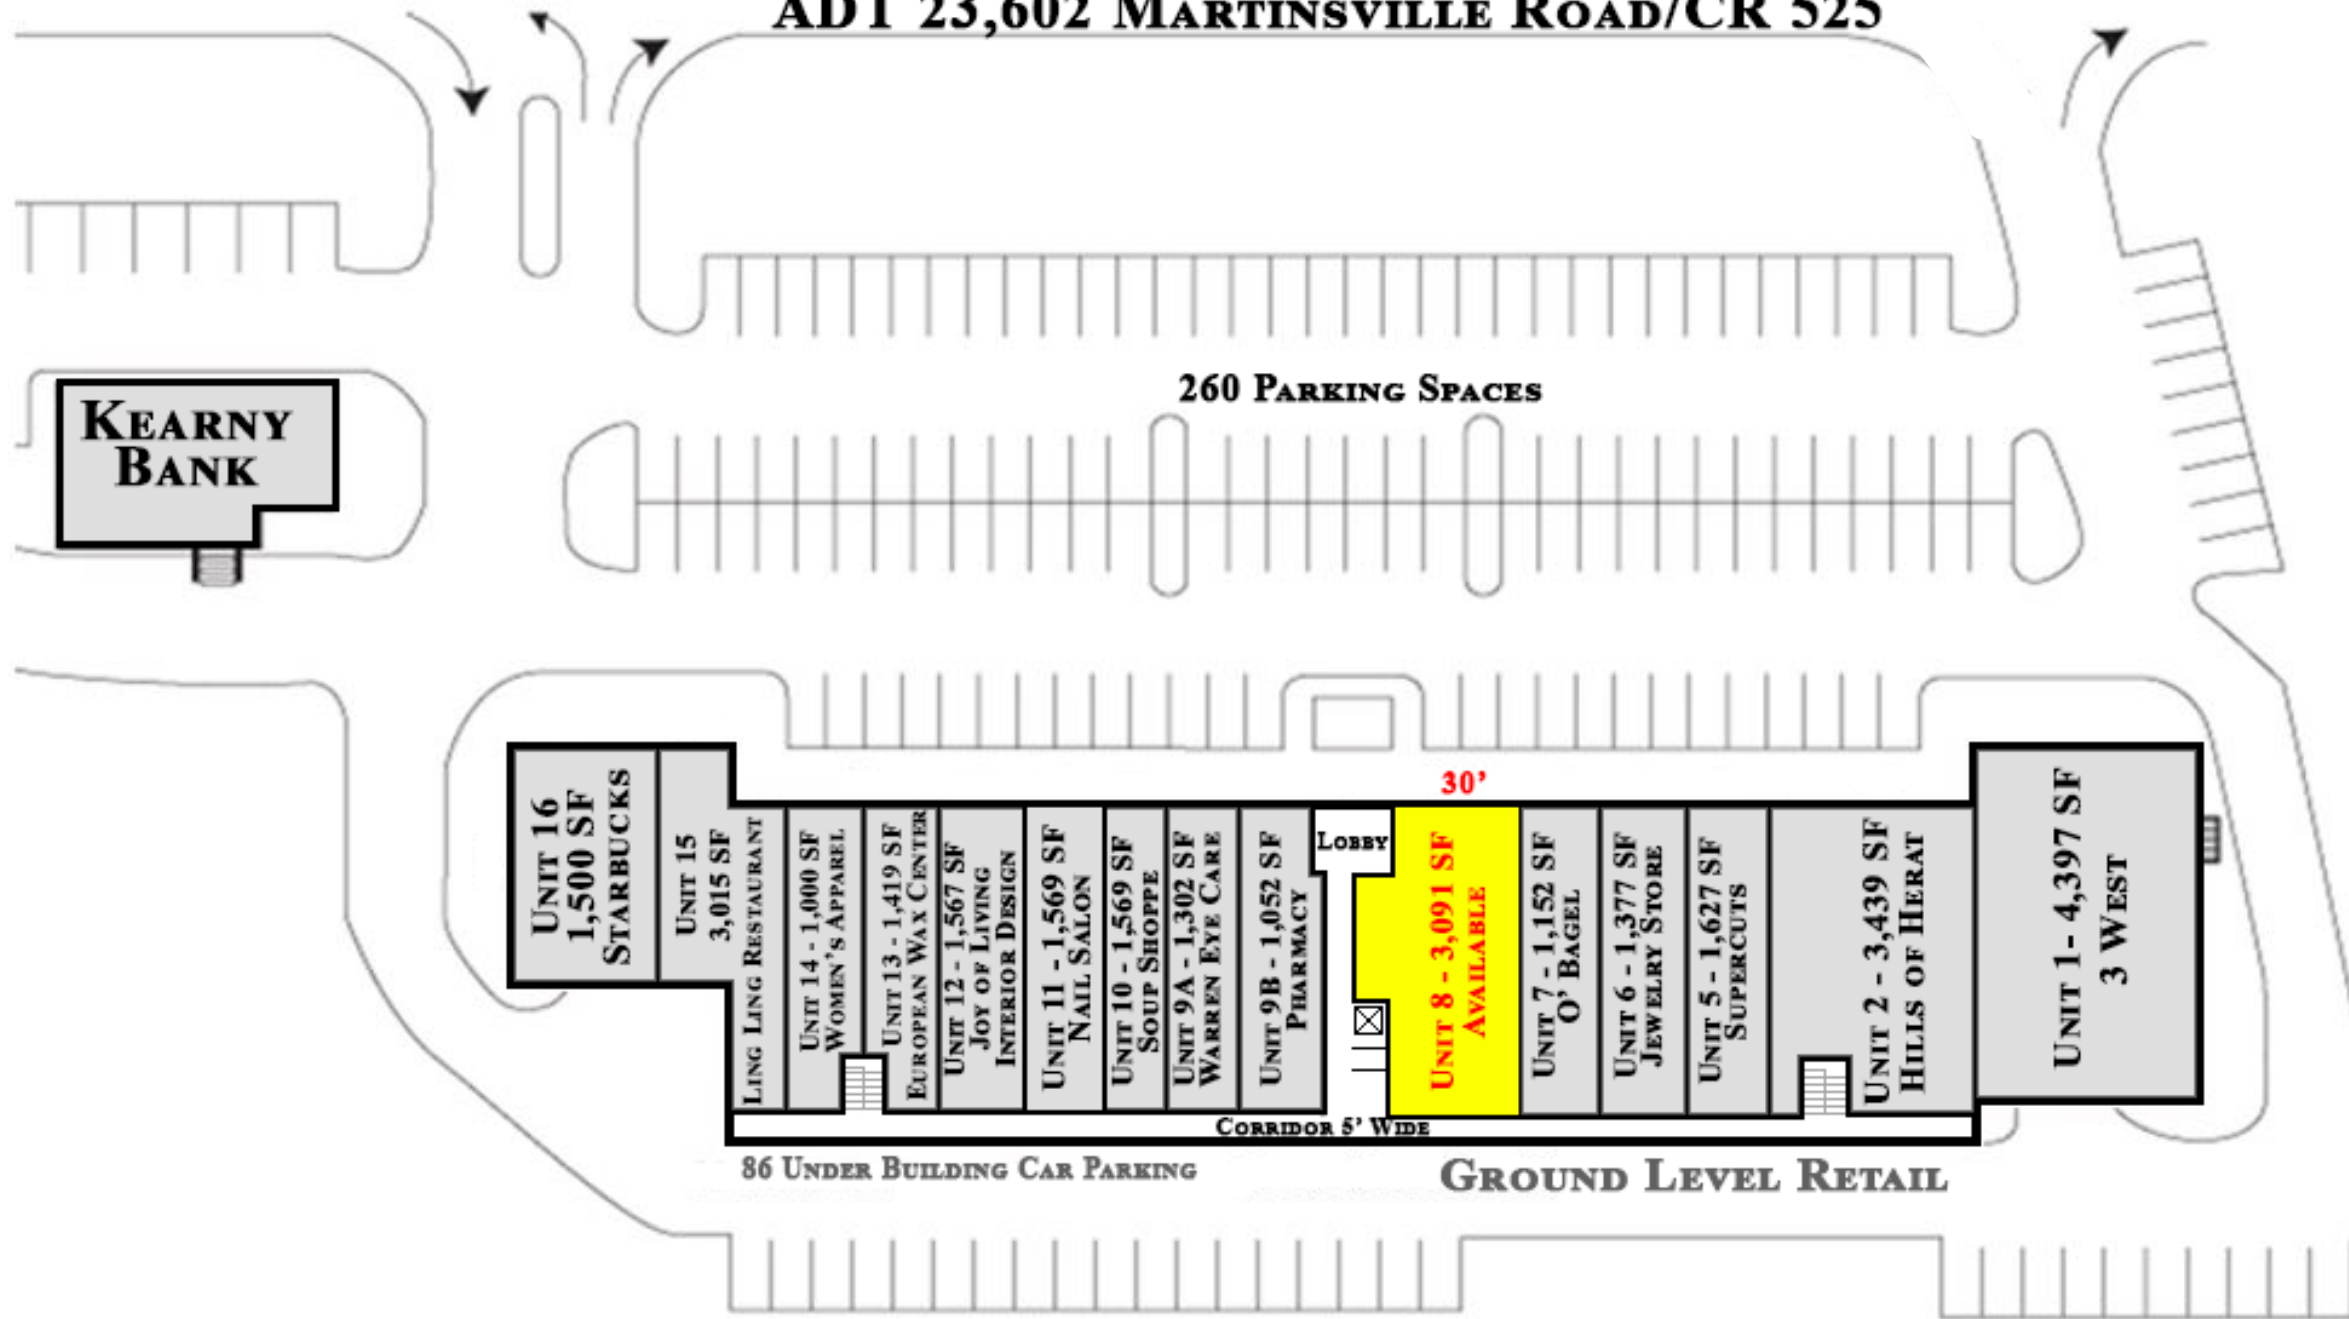 ADT 23,602 Martinsville Road/CR 525
260 Parking Spaces
Kearny
Bank
30'
Unit 16
1,500 SF
Starbucks
Unit 15
3,015 SF
Ling Ling Restaurant
Unit 14 - 1,000 SF
Women's Apparel
Unit 13 - 1,419 SF
European Wax Center
Unit 12 - 1,567 SF
Joy of Living
Interior Design
Unit 11 - 1,569 SF
Nail Salon
Unit 10 - 1,569 SF
Soup Shoppe
Unit 9A - 1,302 SF
Warren Eye Care
Unit 9B - 1,052 SF
Pharmacy
Lobby
Unit 8 - 3,091 SF
Available
Unit 7 - 1,152 SF
O' Bagel
Unit 6 - 1,377 SF
Jewelry Store
Unit 5 - 1,627 SF
Supercuts
Unit 2 - 3,439 SF
Hills of Herat
Unit 1- 4,397 SF
3 West
Corridor 5' Wide
86 Under Building Car Parking
Ground Level Retail